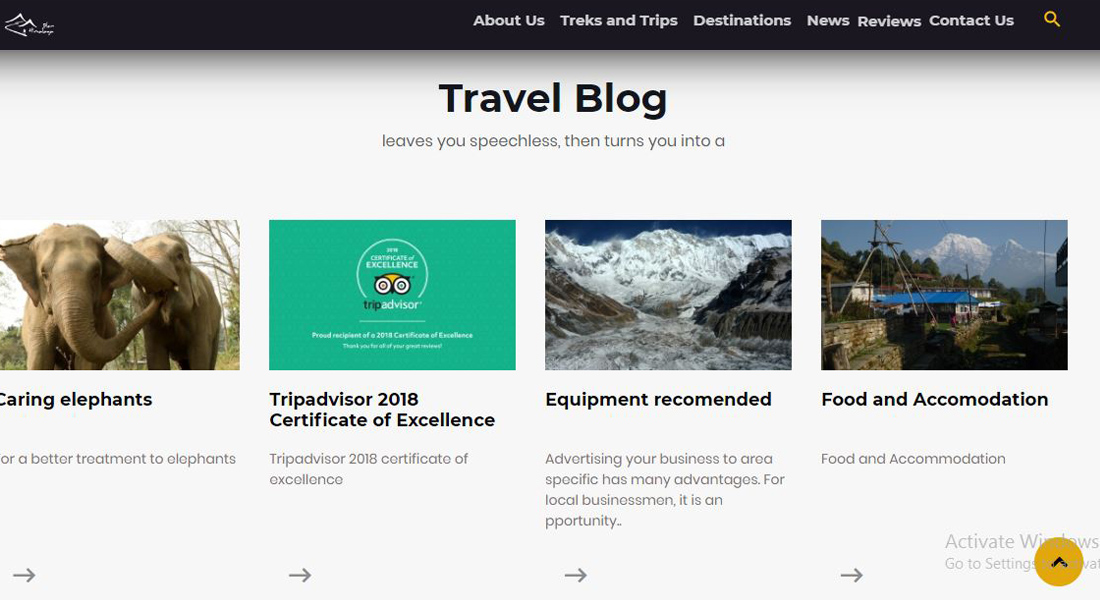 About Us Treks and Trips Destinations News Reviews Contact Us
Travel Blog
leaves you speechless, then turns you into a
2018
CERTIFICATE of
EXCELLENCE
tripadvisor
Proud recipient of a 2018 Certificate of Excellence
Thank you for all of your great reviews!
Caring elephants
Tripadvisor 2018
Certificate of Excellence
Equipment recomended
Food and Accomodation
or a better treatment to elephants
Tripadvisor 2018 certificate of
excellence
Advertising your business to area
specific has many advantages. For
local businessmen, it is an
pportunity..
Food and Accommodation
Activate Windows
Go to Settings